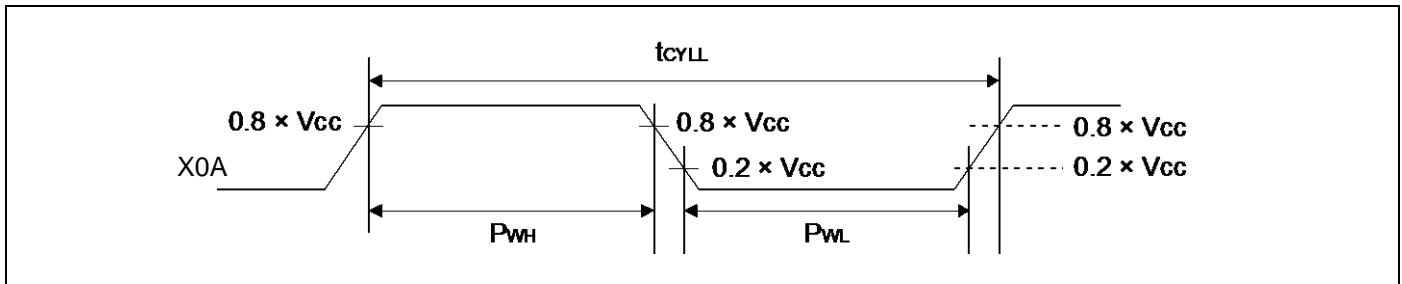 tCYLL
0.8 × Vcc
0.8 × Vcc
0.8 × Vcc
X0A
0.2 × Vcc
0.2 × Vcc
PWH
PWL